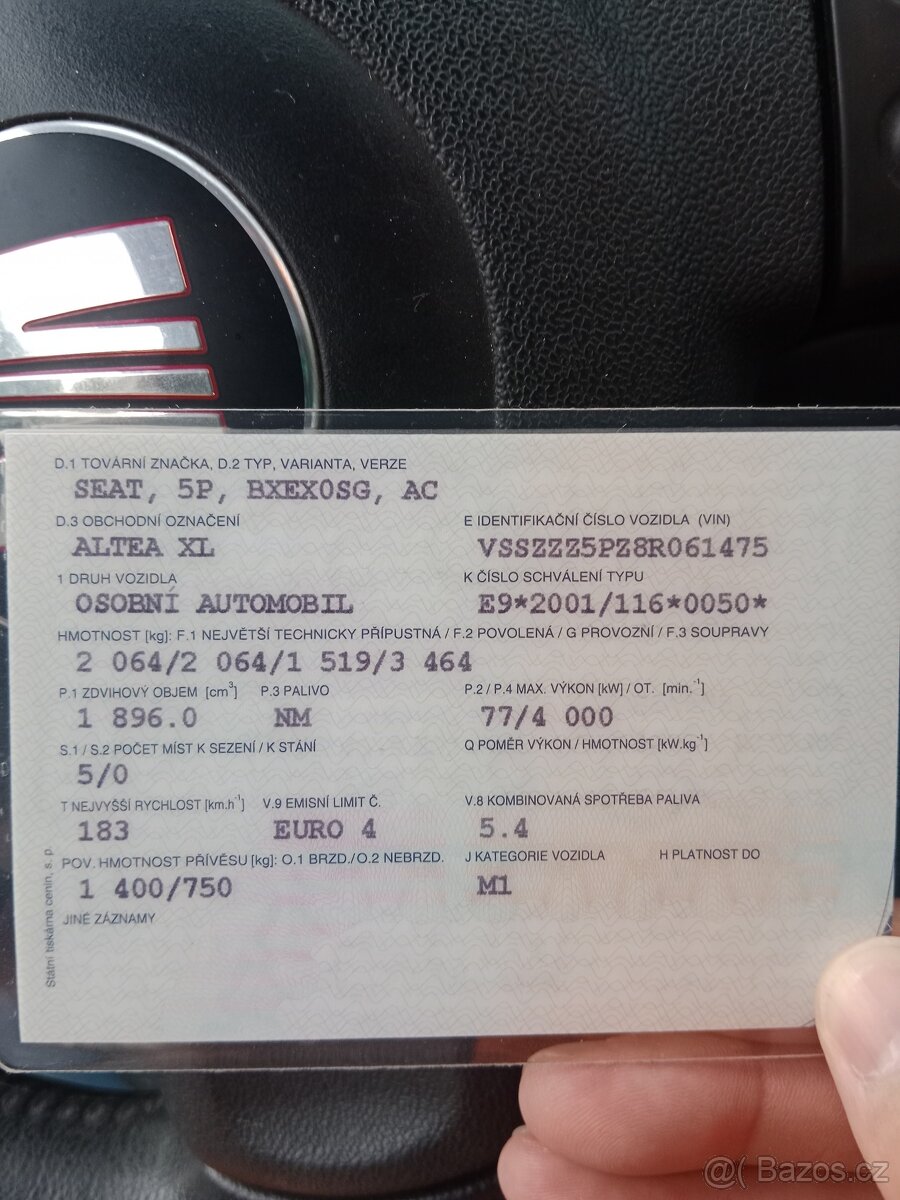 D.1 TOVÁRNÍ ZNAČKA, D.2 TYP, VARIANTA, VERZE
SEAT, 5P, BXEX0SG, AC
D.3 OBCHODNÍ OZNAČENÍ E IDENTIFIKAČNÍ ČÍSLO VOZIDLA (VIN)
ALTEA XL VSSZZZ5PZ8R061475
1 DRUH VOZIDLA K ČÍSLO SCHVÁLENÍ TYPU
OSOBNÍ AUTOMOBIL E9*2001/116*0050*
HMOTNOST [kg]: F.1 NEJVĚTŠÍ TECHNICKY PŘÍPUSTNÁ / F.2 POVOLENÁ / G PROVOZNÍ / F.3 SOUPRAVY
2 064/2 064/1 519/3 464
P.1 ZDVIHOVÝ OBJEM [cm³] P.3 PALIVO P.2 / P.4 MAX. VÝKON [kW] / OT. [min.⁻¹]
1 896.0 NM 77/4 000
S.1 / S.2 POČET MÍST K SEZENÍ / K STÁNÍ Q POMĚR VÝKON / HMOTNOST [kW.kg⁻¹]
5/0
T NEJVYŠŠÍ RYCHLOST [km.h⁻¹] V.9 EMISNÍ LIMIT Č. V.8 KOMBINOVANÁ SPOTŘEBA PALIVA
183 EURO 4 5.4
POV. HMOTNOST PŘÍVĚSU [kg]: O.1 BRZD./O.2 NEBRZD. J KATEGORIE VOZIDLA H PLATNOST DO
1 400/750 M1
JINÉ ZÁZNAMY
Státní tiskárna cenin, s. p.
@( Bazos.cz